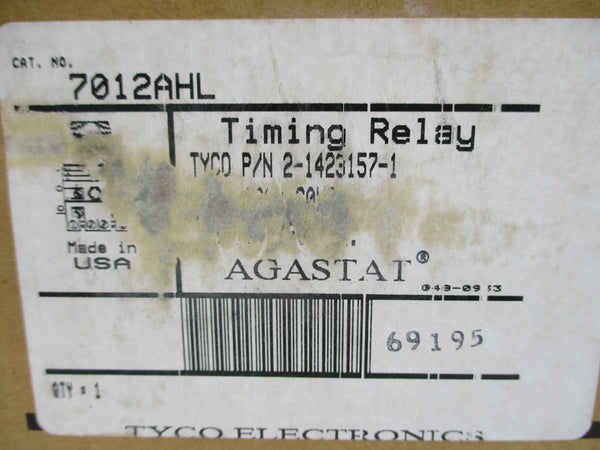 CAT. NO.
7012AHL
Timing Relay
TYCO P/N 2-1423157-1
Made in
USA
AGASTAT®
69195
QTY : 1
TYCO ELECTRONICS